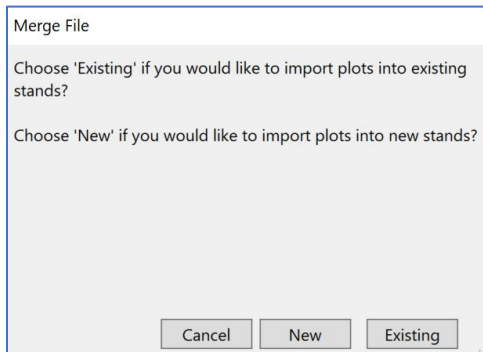 Merge File
Choose 'Existing' if you would like to import plots into existing
stands?
Choose 'New' if you would like to import plots into new stands?
Cancel New Existing